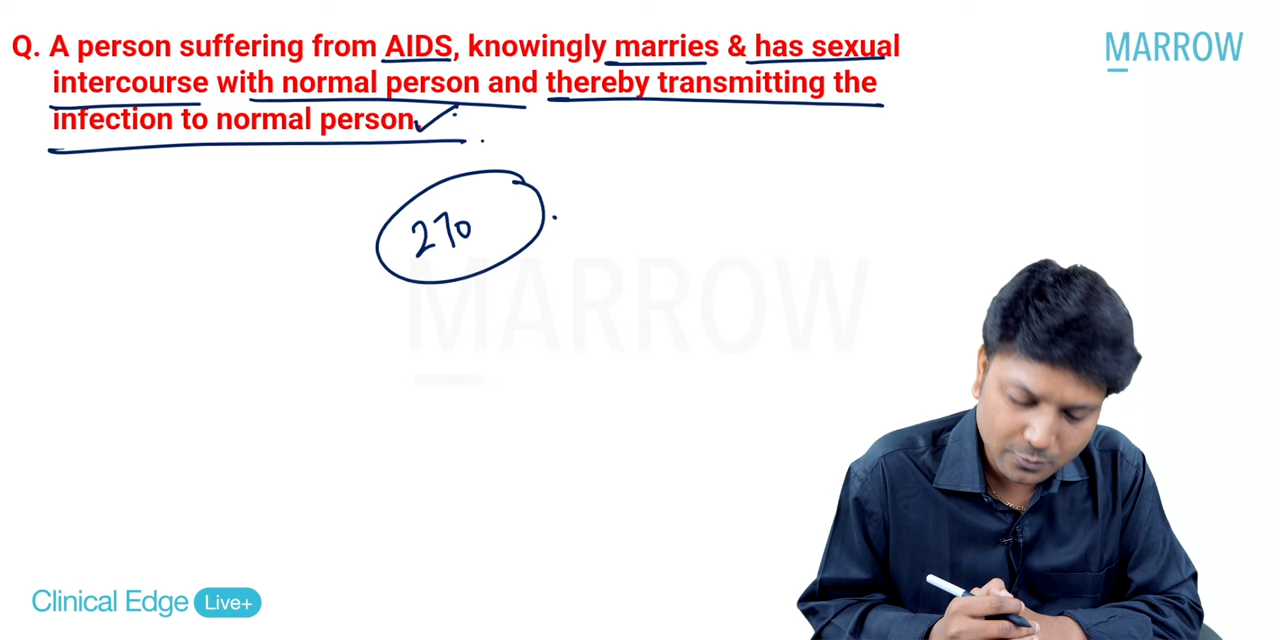 Q. A person suffering from AIDS, knowingly marries & has sexual
intercourse with normal person and thereby transmitting the
infection to normal person.
MARROW
270
MARROW
Clinical Edge Live+